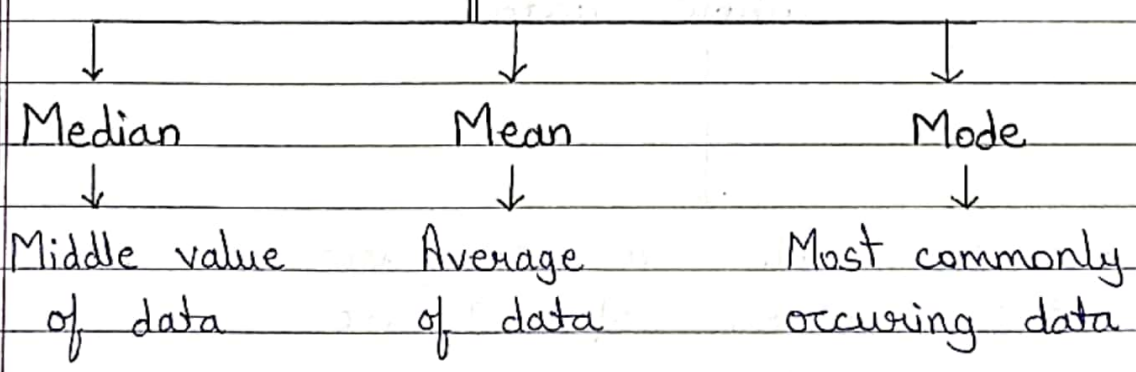 Median Mean Mode
Middle value Average Most commonly
of data of data occuring data